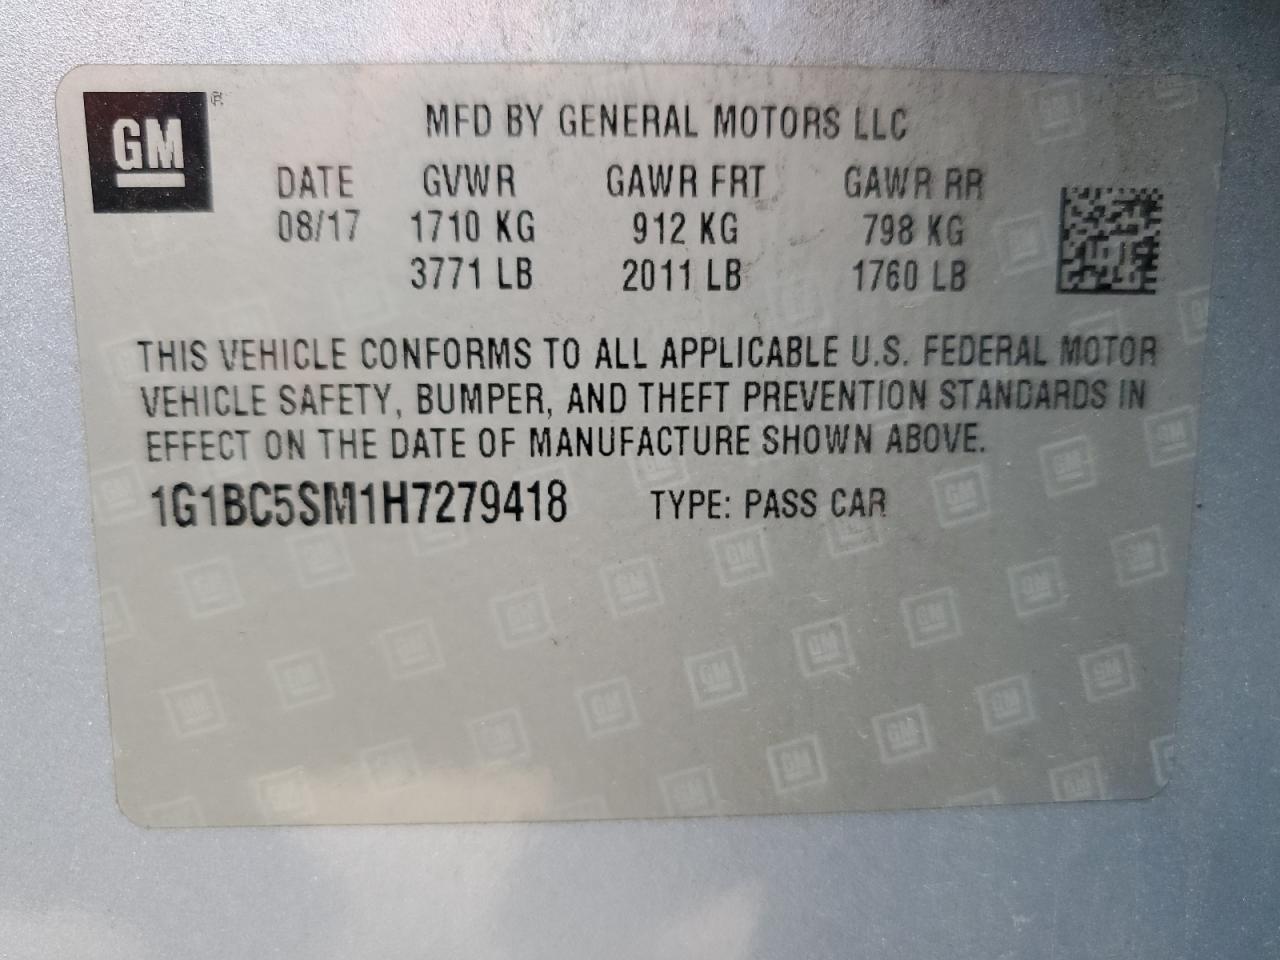 GM ®
MFD BY GENERAL MOTORS LLC
DATE GVWR GAWR FRT GAWR RR
08/17 1710 KG 912 KG 798 KG
3771 LB 2011 LB 1760 LB
THIS VEHICLE CONFORMS TO ALL APPLICABLE U.S. FEDERAL MOTOR
VEHICLE SAFETY, BUMPER, AND THEFT PREVENTION STANDARDS IN
EFFECT ON THE DATE OF MANUFACTURE SHOWN ABOVE.
1G1BC5SM1H7279418 TYPE: PASS CAR